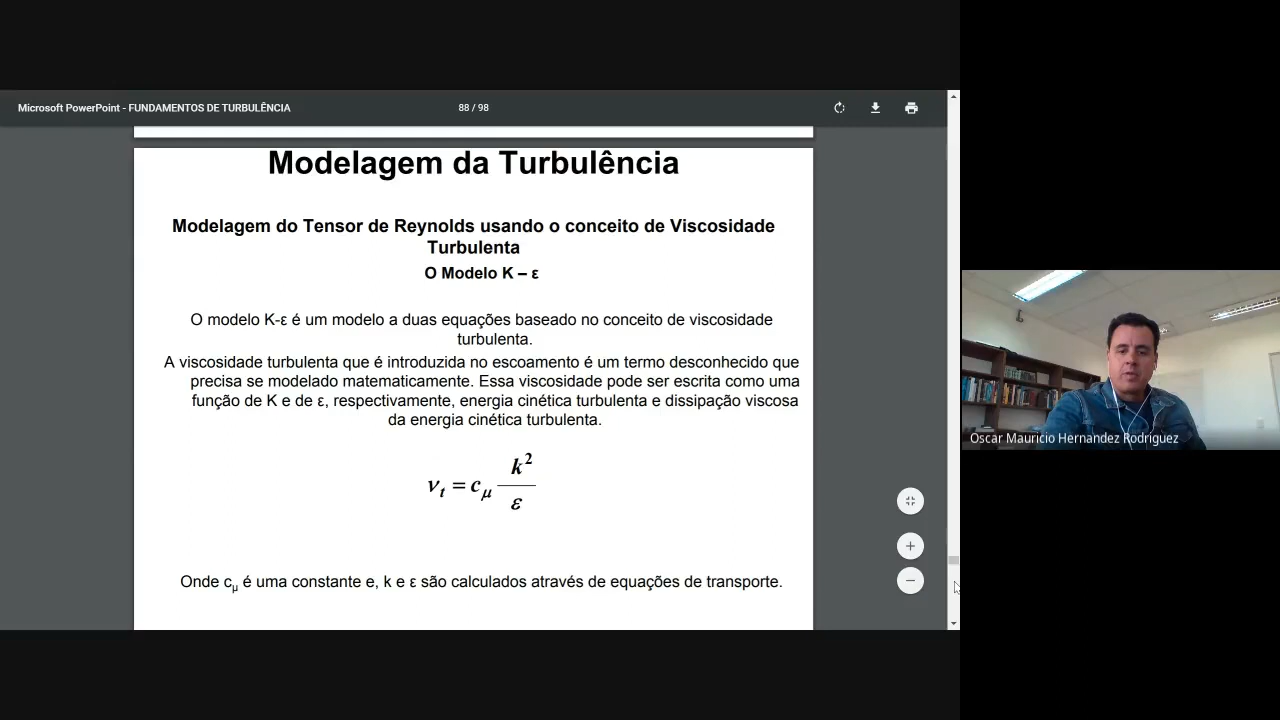 Microsoft PowerPoint - FUNDAMENTOS DE TURBULÊNCIA
88 / 98
Modelagem da Turbulência
Modelagem do Tensor de Reynolds usando o conceito de Viscosidade
Turbulenta
O Modelo K – ε
O modelo K-ε é um modelo a duas equações baseado no conceito de viscosidade
turbulenta.
A viscosidade turbulenta que é introduzida no escoamento é um termo desconhecido que
precisa se modelado matematicamente. Essa viscosidade pode ser escrita como uma
função de K e de ε, respectivamente, energia cinética turbulenta e dissipação viscosa
da energia cinética turbulenta.
ν_t = c_μ k² / ε
Onde c_μ é uma constante e, k e ε são calculados através de equações de transporte.
Oscar Mauricio Hernandez Rodriguez